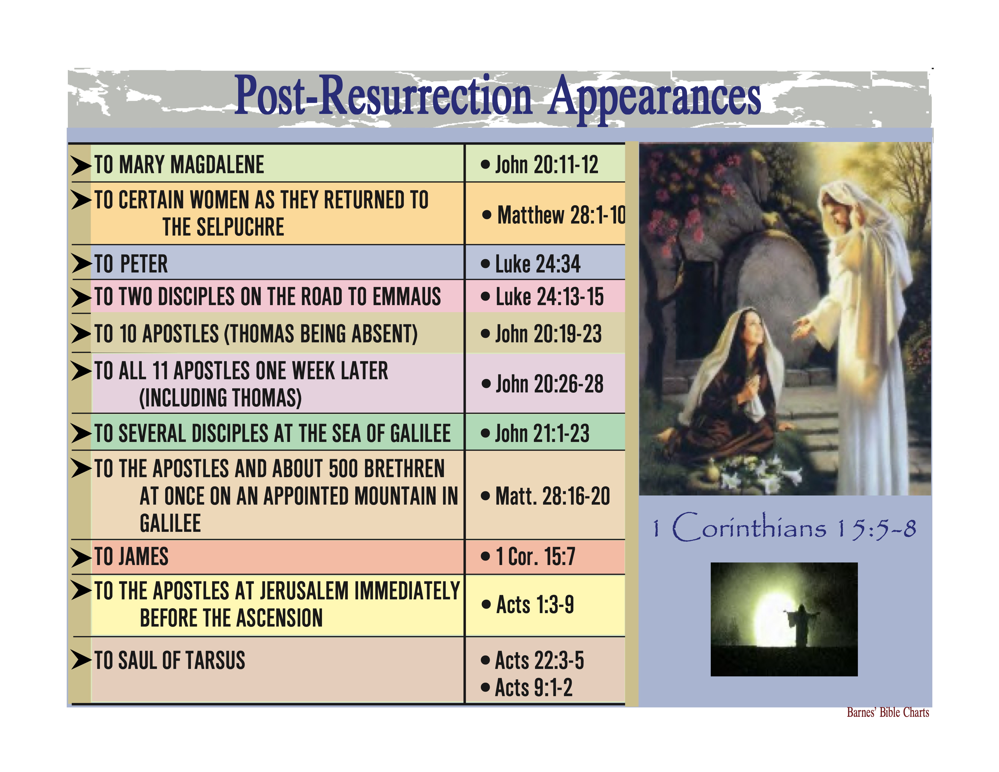 Post-Resurrection Appearances
TO MARY MAGDALENE
• John 20:11-12
TO CERTAIN WOMEN AS THEY RETURNED TO
THE SELPUCHRE
• Matthew 28:1-10
TO PETER
• Luke 24:34
TO TWO DISCIPLES ON THE ROAD TO EMMAUS
• Luke 24:13-15
TO 10 APOSTLES (THOMAS BEING ABSENT)
• John 20:19-23
TO ALL 11 APOSTLES ONE WEEK LATER
(INCLUDING THOMAS)
• John 20:26-28
TO SEVERAL DISCIPLES AT THE SEA OF GALILEE
• John 21:1-23
TO THE APOSTLES AND ABOUT 500 BRETHREN
AT ONCE ON AN APPOINTED MOUNTAIN IN
GALILEE
• Matt. 28:16-20
TO JAMES
• 1 Cor. 15:7
TO THE APOSTLES AT JERUSALEM IMMEDIATELY
BEFORE THE ASCENSION
• Acts 1:3-9
TO SAUL OF TARSUS
• Acts 22:3-5
• Acts 9:1-2
1 Corinthians 15:5-8
Barnes' Bible Charts